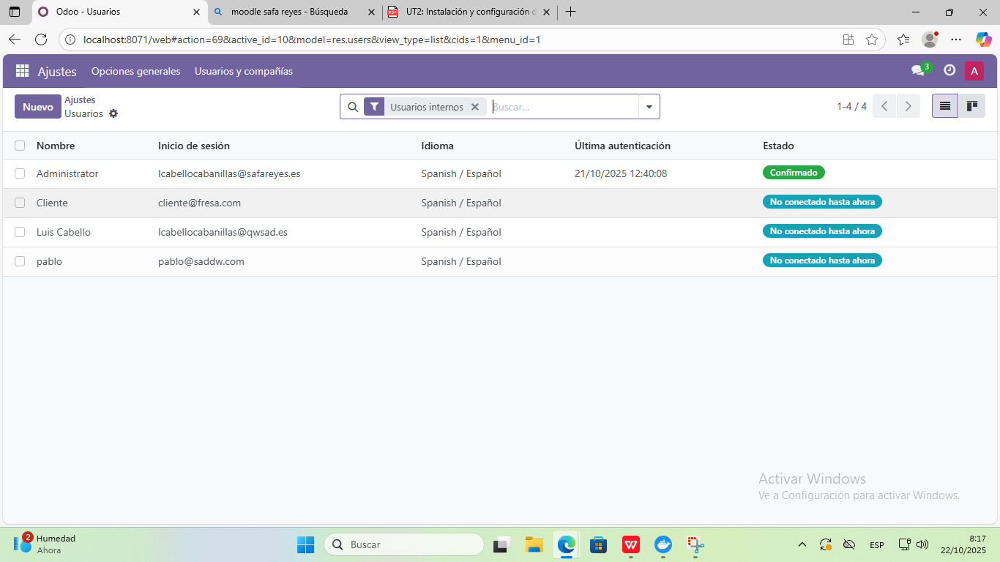 Odoo - Usuarios
moodle safa reyes - Búsqueda
UT2: Instalación y configuración d
localhost:8071/web#action=69&active_id=10&model=res.users&view_type=list&cids=1&menu_id=1
Ajustes Opciones generales Usuarios y compañías 3 A
Nuevo
Ajustes
Usuarios
Usuarios internos Buscar...
1-4 / 4
Nombre Inicio de sesión Idioma Última autenticación Estado
Administrator lcabellocabanillas@safareyes.es Spanish / Español 21/10/2025 12:40:08 Confirmado
Cliente cliente@fresa.com Spanish / Español No conectado hasta ahora
Luis Cabello lcabellocabanillas@qwsad.es Spanish / Español No conectado hasta ahora
pablo pablo@saddw.com Spanish / Español No conectado hasta ahora
Activar Windows
Ve a Configuración para activar Windows.
2
Humedad
Ahora
Buscar
ESP
8:17
22/10/2025